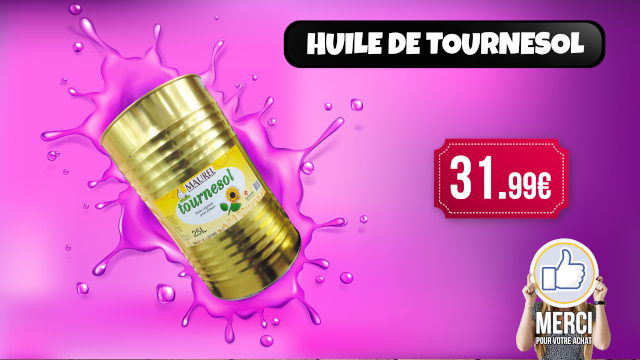 HUILE DE TOURNESOL
MAUREL
tournesol
25L
31.99€
MERCI
POUR VOTRE ACHAT